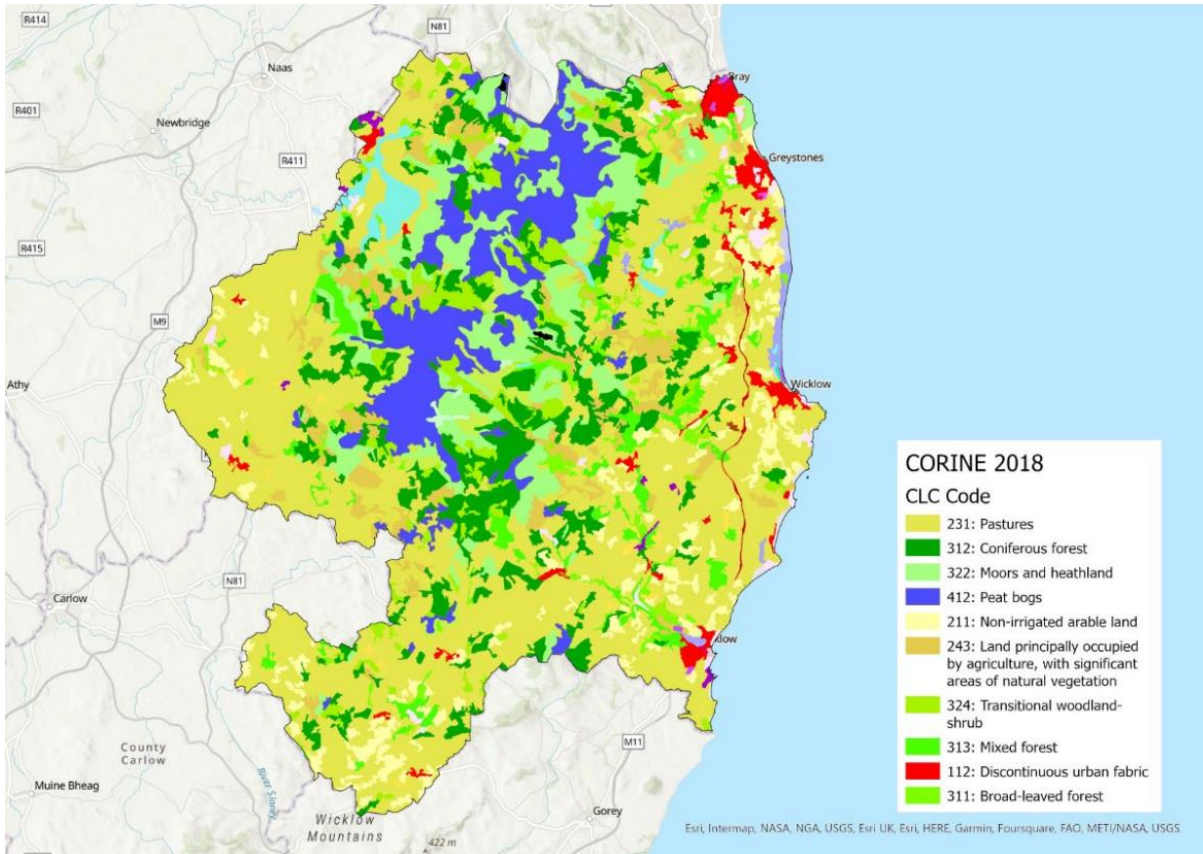 R414
N81
Naas
Bray
R401
Newbridge
Greystones
R411
R415
M9
Athy
Wicklow
N81
Carlow
klow
County
Carlow
M11
River Slaney
Muine Bheag
Gorey
Wicklow
Mountains
422 m
CORINE 2018
CLC Code
231: Pastures
312: Coniferous forest
322: Moors and heathland
412: Peat bogs
211: Non-irrigated arable land
243: Land principally occupied
by agriculture, with significant
areas of natural vegetation
324: Transitional woodland-
shrub
313: Mixed forest
112: Discontinuous urban fabric
311: Broad-leaved forest
Esri, Intermap, NASA, NGA, USGS, Esri UK, Esri, HERE, Garmin, Foursquare, FAO, METI/NASA, USGS